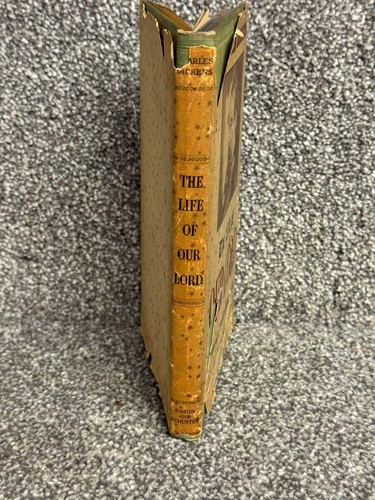 CHARLES
DICKENS
THE
LIFE
OF
OUR
LORD
SIMON
AND
SCHUSTER